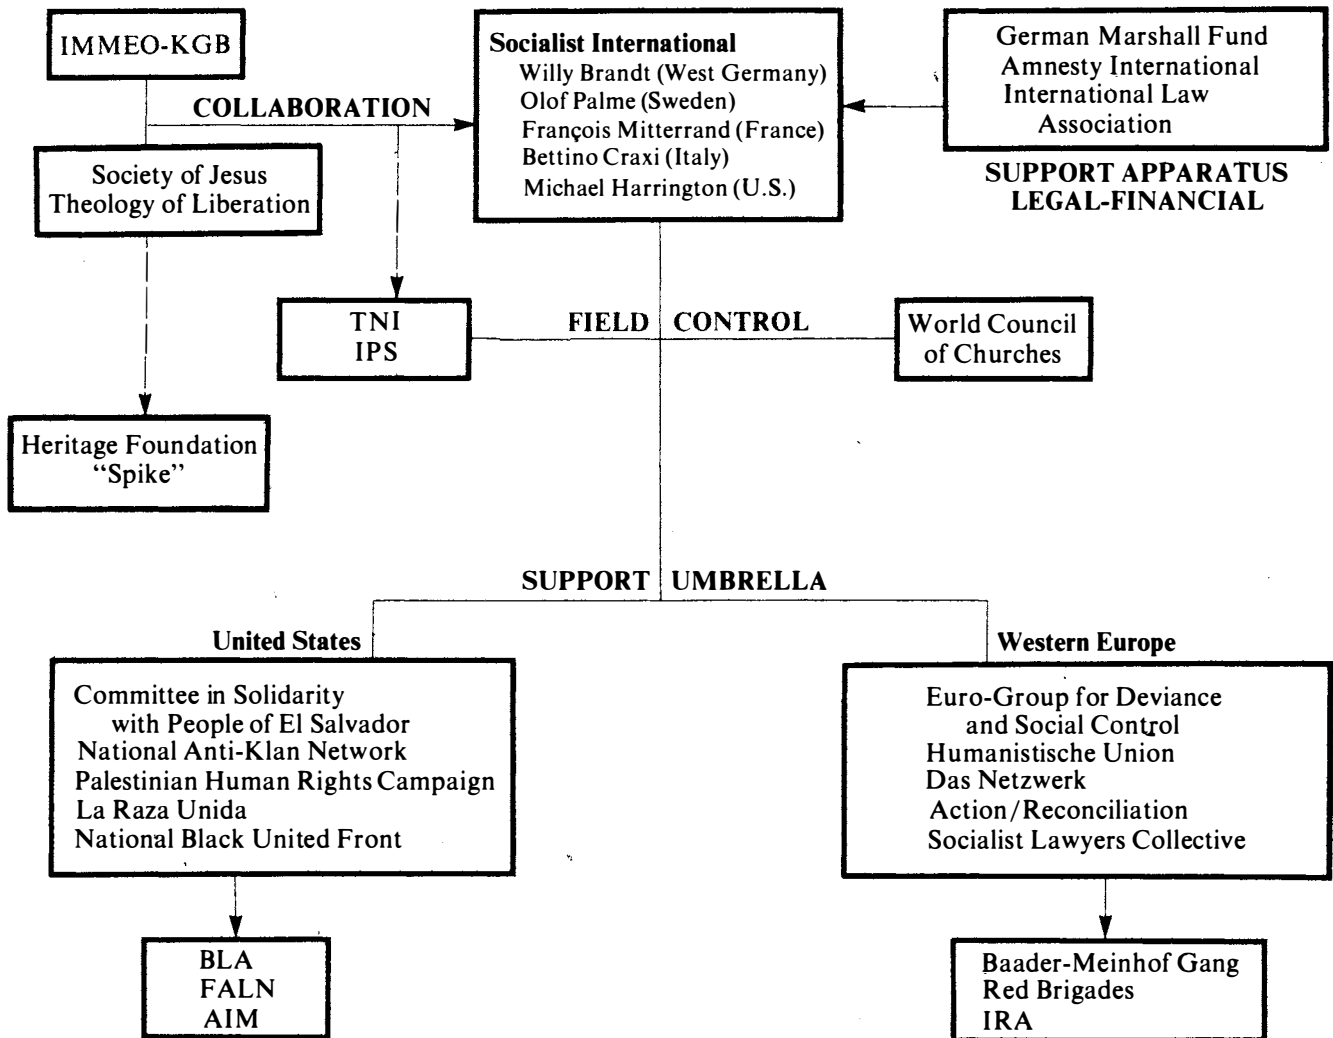 IMMEO-KGB
COLLABORATION
Society of Jesus
Theology of Liberation
Heritage Foundation
“Spike”
Socialist International
Willy Brandt (West Germany)
Olof Palme (Sweden)
François Mitterrand (France)
Bettino Craxi (Italy)
Michael Harrington (U.S.)
German Marshall Fund
Amnesty International
International Law
Association
SUPPORT APPARATUS
LEGAL-FINANCIAL
TNI
IPS
FIELD CONTROL
World Council
of Churches
SUPPORT UMBRELLA
United States
Committee in Solidarity
with People of El Salvador
National Anti-Klan Network
Palestinian Human Rights Campaign
La Raza Unida
National Black United Front
BLA
FALN
AIM
Western Europe
Euro-Group for Deviance
and Social Control
Humanistische Union
Das Netzwerk
Action/Reconciliation
Socialist Lawyers Collective
Baader-Meinhof Gang
Red Brigades
IRA